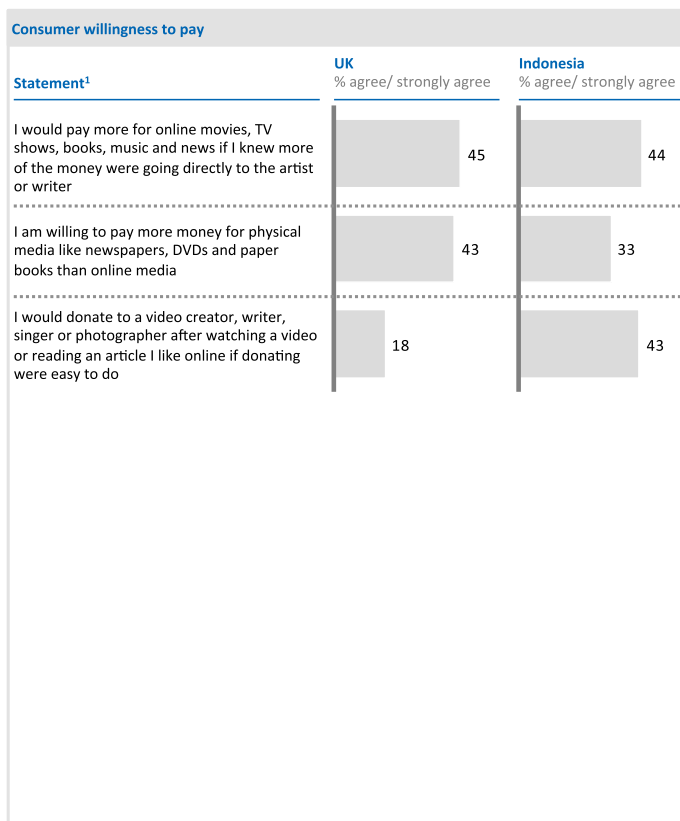 Consumer willingness to pay
UK
Indonesia
Statement¹
% agree/ strongly agree
% agree/ strongly agree
I would pay more for online movies, TV
shows, books, music and news if I knew more
of the money were going directly to the artist
or writer
45
44
I am willing to pay more money for physical
media like newspapers, DVDs and paper
books than online media
43
33
I would donate to a video creator, writer,
singer or photographer after watching a video
or reading an article I like online if donating
were easy to do
18
43